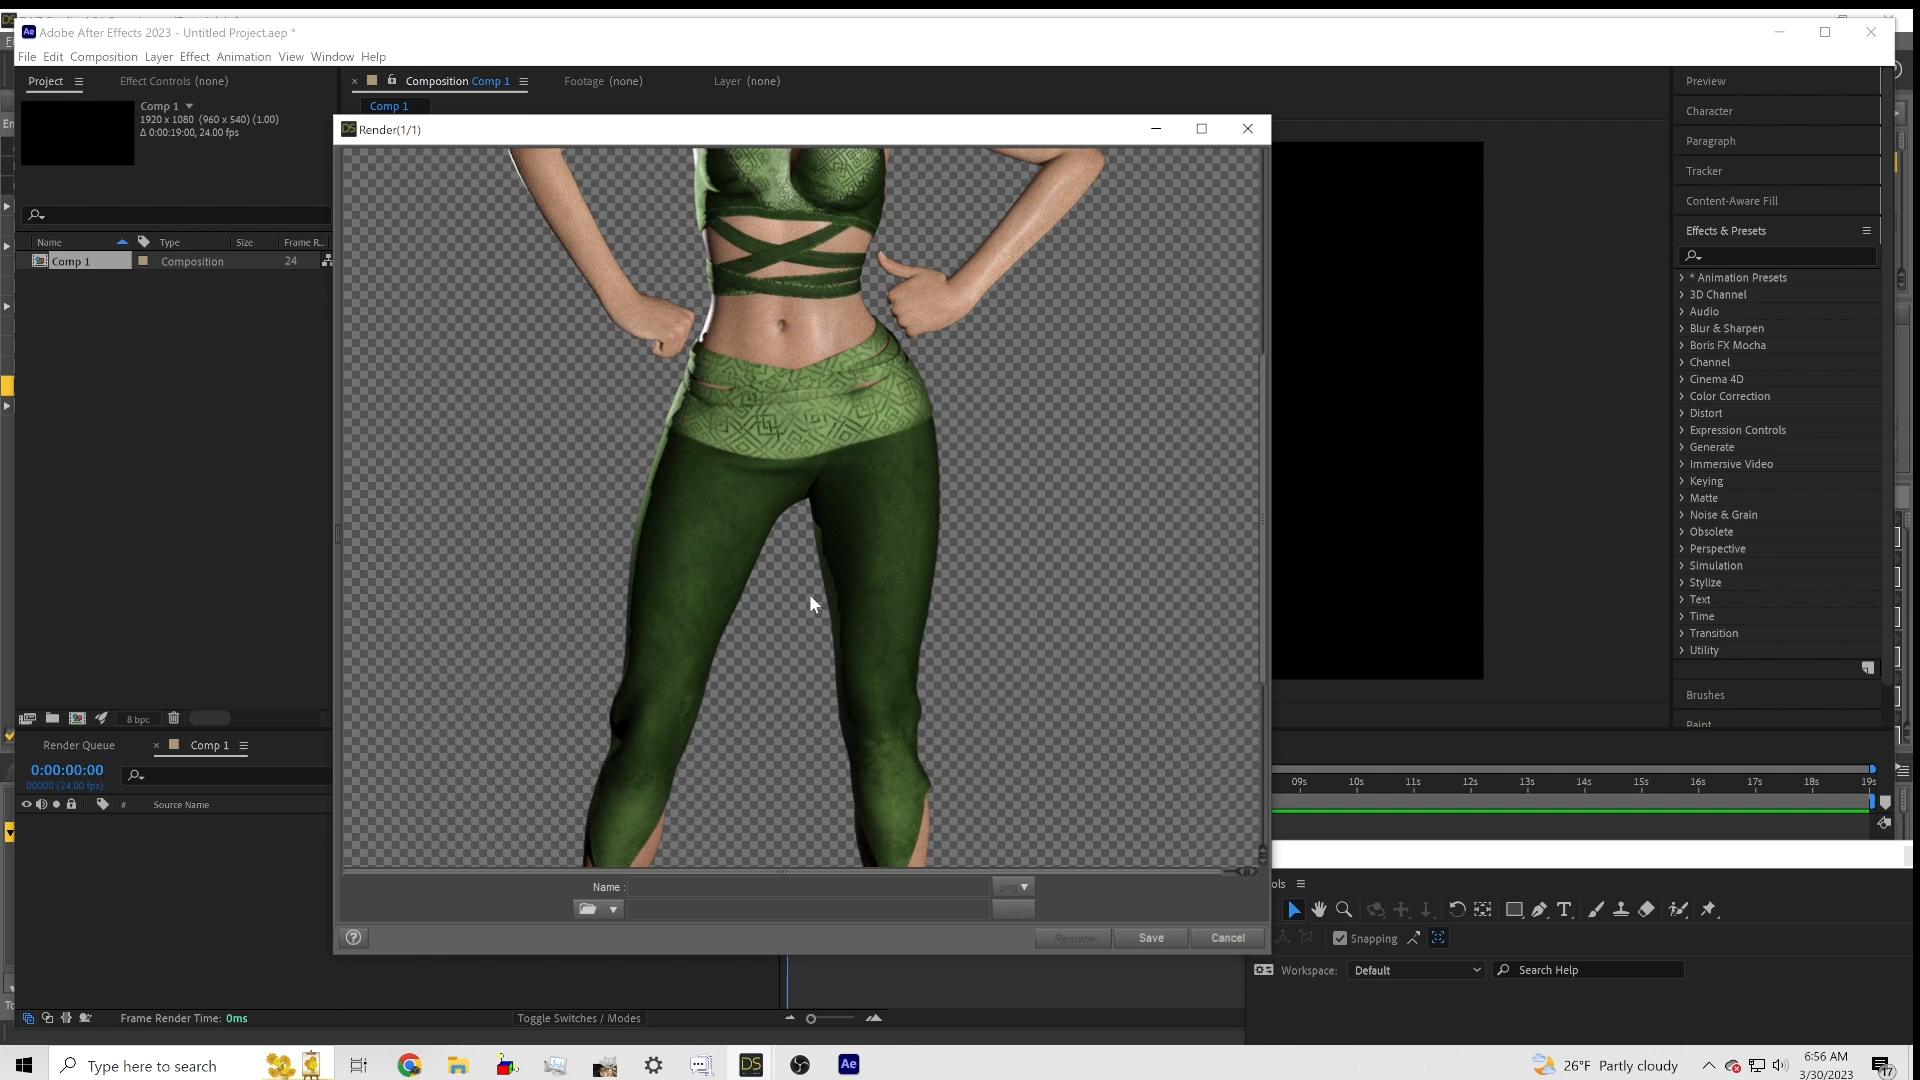 Adobe After Effects 2023 - Untitled Project.aep *
File Edit Composition Layer Effect Animation View Window Help
Project Effect Controls (none) Composition Comp 1 Footage (none) Layer (none)
Comp 1
Comp 1
1920 x 1080 (960 x 540) (1.00)
Δ 0:00:19:00, 24.00 fps
Render(1/1)
Name Type Size Frame R...
Comp 1 Composition 24
Preview
Character
Paragraph
Tracker
Content-Aware Fill
Effects & Presets
* Animation Presets
3D Channel
Audio
Blur & Sharpen
Boris FX Mocha
Channel
Cinema 4D
Color Correction
Distort
Expression Controls
Generate
Immersive Video
Keying
Matte
Noise & Grain
Obsolete
Perspective
Simulation
Stylize
Text
Time
Transition
Utility
Brushes
Paint
8 bpc
Render Queue Comp 1
0:00:00:00
00000 (24.00 fps)
# Source Name
09s 10s 11s 12s 13s 14s 15s 16s 17s 18s 19s
Name :
.png
Resume Save Cancel
ols
Snapping
Workspace: Default Search Help
Frame Render Time: 0ms Toggle Switches / Modes
Type here to search
DS
Ae
26°F Partly cloudy
6:56 AM
3/30/2023
17